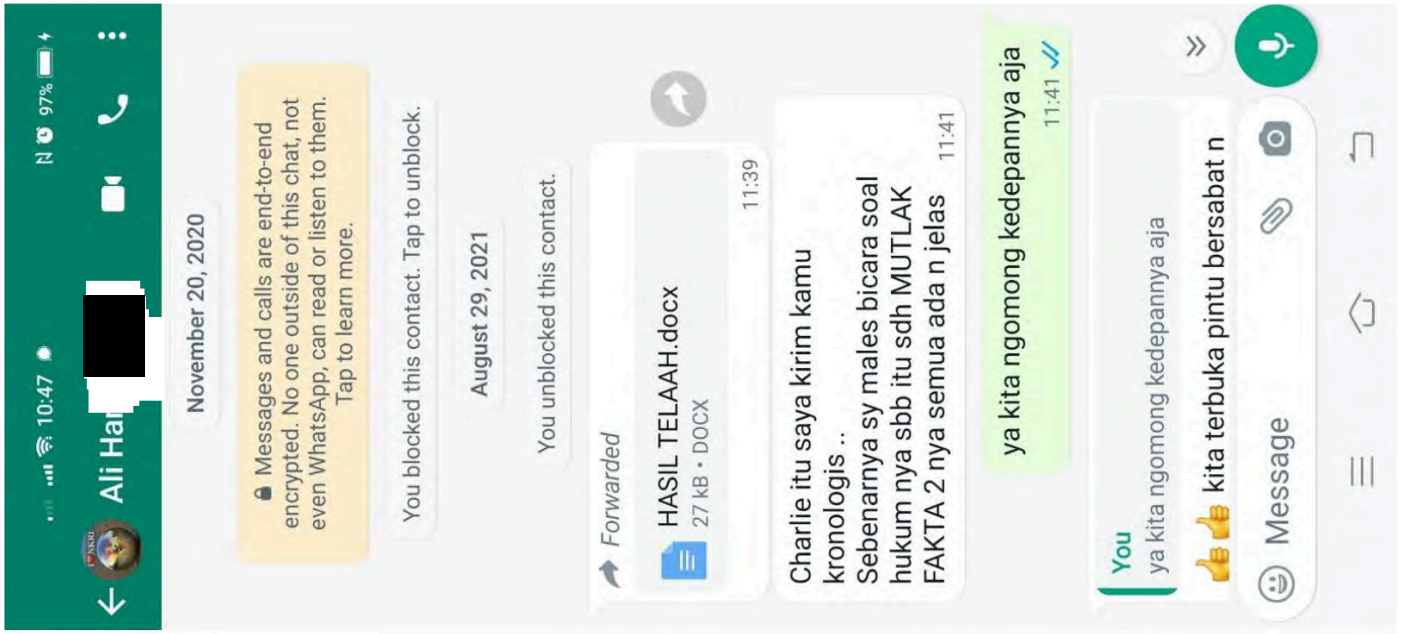 10:47
97%
Ali Har
November 20, 2020
Messages and calls are end-to-end
encrypted. No one outside of this chat, not
even WhatsApp, can read or listen to them.
Tap to learn more.
You blocked this contact. Tap to unblock.
August 29, 2021
You unblocked this contact.
Forwarded
HASIL TELAAH.docx
27 kB • DOCX
11:39
Charlie itu saya kirim kamu
kronologis ..
Sebenarnya sy males bicara soal
hukum nya sbb itu sdh MUTLAK
FAKTA 2 nya semua ada n jelas
11:41
ya kita ngomong kedepannya aja
11:41
You
ya kita ngomong kedepannya aja
👍👍 kita terbuka pintu bersabat n
Message